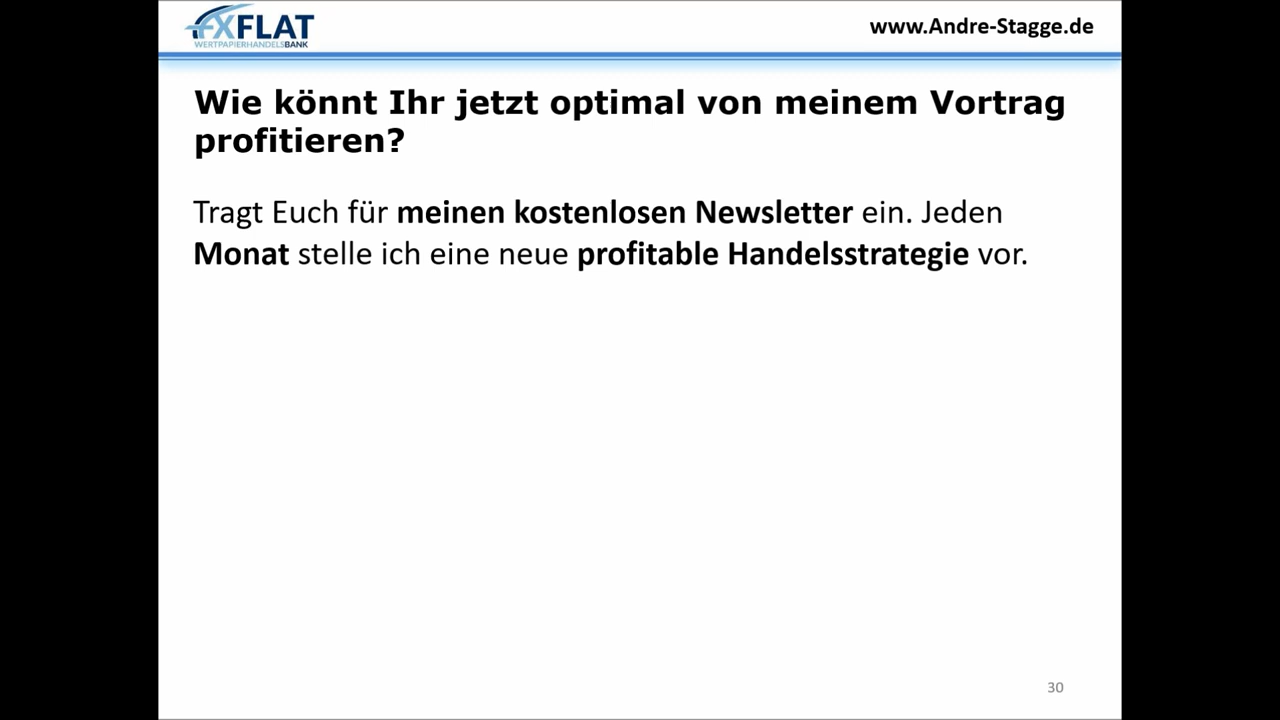 FXFLAT
WERTPAPIERHANDELSBANK
www.Andre-Stagge.de
Wie könnt Ihr jetzt optimal von meinem Vortrag
profitieren?
Tragt Euch für meinen kostenlosen Newsletter ein. Jeden
Monat stelle ich eine neue profitable Handelsstrategie vor.
30